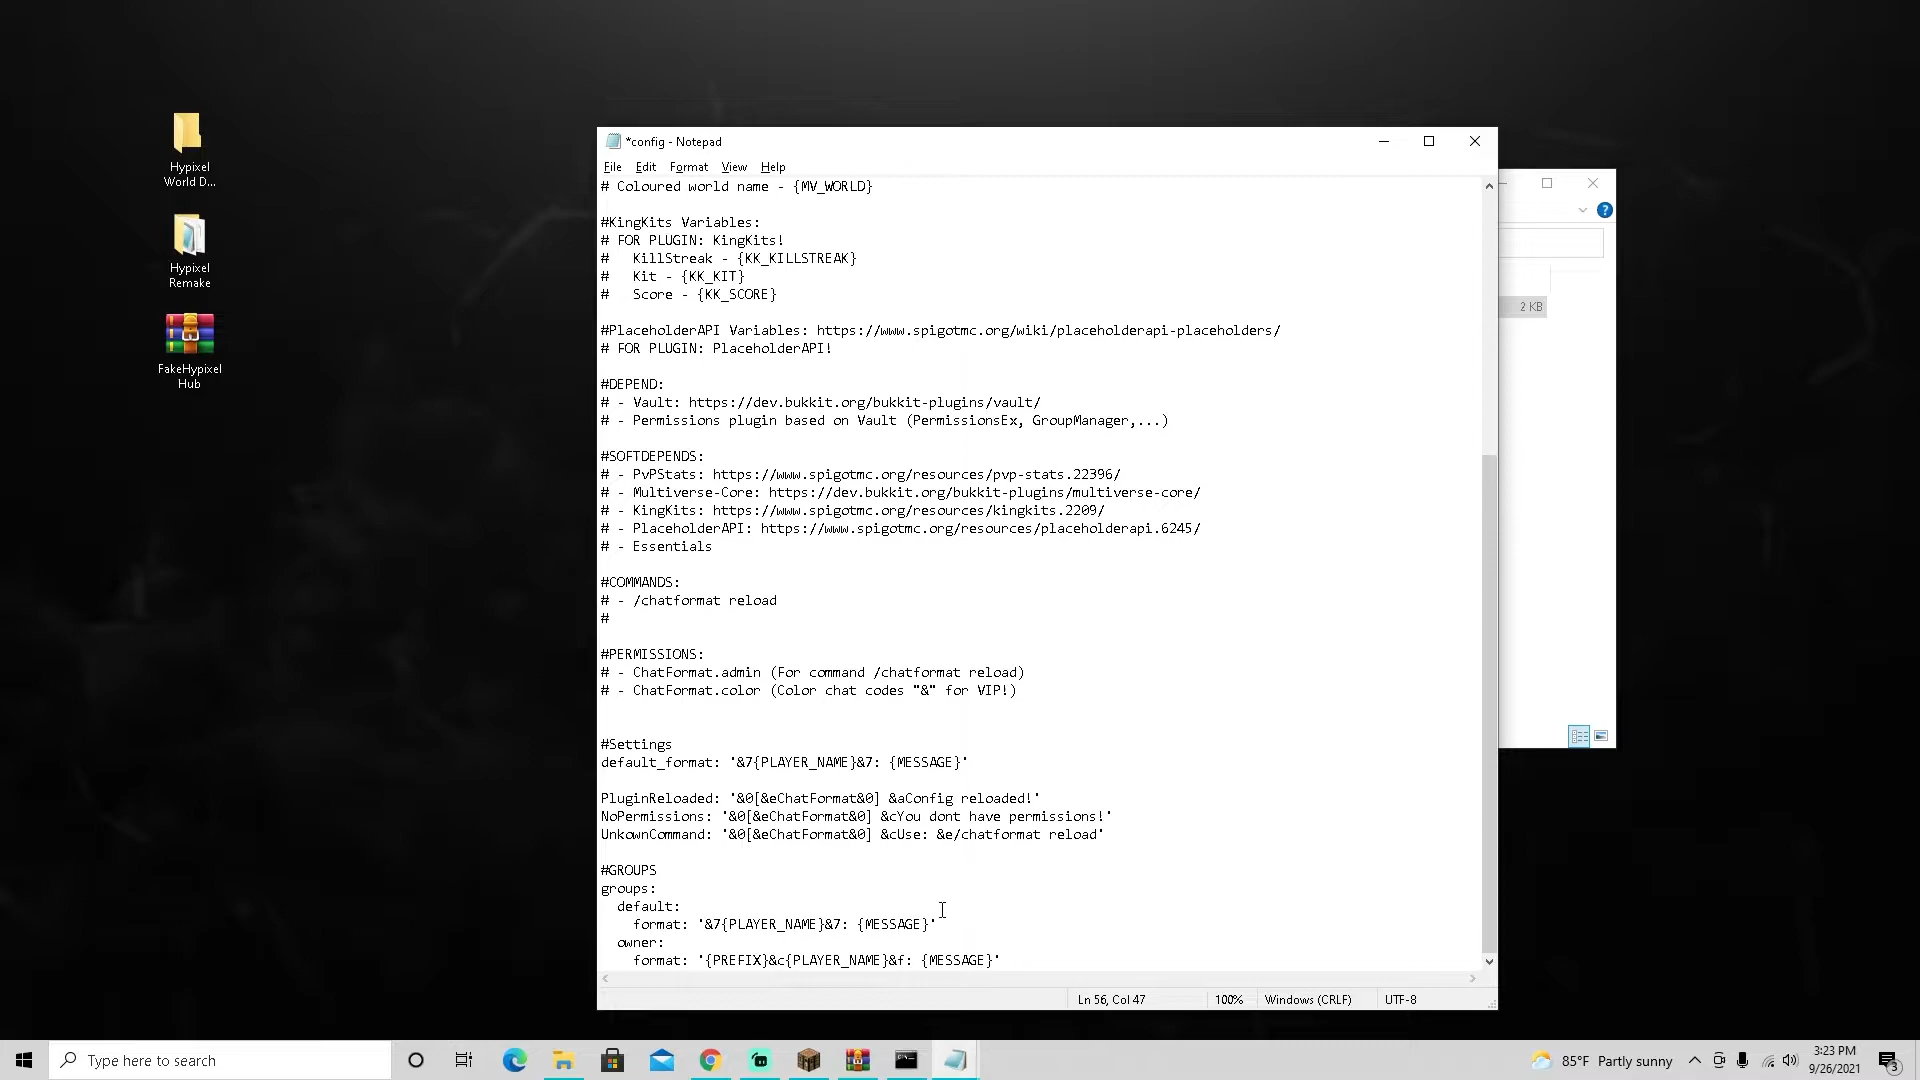 Hypixel
World D...
Hypixel
Remake
FakeHypixel
Hub
*config - Notepad
File Edit Format View Help
# Coloured world name - {MV_WORLD}
#KingKits Variables:
# FOR PLUGIN: KingKits!
#   KillStreak - {KK_KILLSTREAK}
#   Kit - {KK_KIT}
#   Score - {KK_SCORE}
#PlaceholderAPI Variables: https://www.spigotmc.org/wiki/placeholderapi-placeholders/
# FOR PLUGIN: PlaceholderAPI!
#DEPEND:
# - Vault: https://dev.bukkit.org/bukkit-plugins/vault/
# - Permissions plugin based on Vault (PermissionsEx, GroupManager,...)
#SOFTDEPENDS:
# - PvPStats: https://www.spigotmc.org/resources/pvp-stats.22396/
# - Multiverse-Core: https://dev.bukkit.org/bukkit-plugins/multiverse-core/
# - KingKits: https://www.spigotmc.org/resources/kingkits.2209/
# - PlaceholderAPI: https://www.spigotmc.org/resources/placeholderapi.6245/
# - Essentials
#COMMANDS:
# - /chatformat reload
#
#PERMISSIONS:
# - ChatFormat.admin (For command /chatformat reload)
# - ChatFormat.color (Color chat codes "&" for VIP!)
#Settings
default_format: '&7{PLAYER_NAME}&7: {MESSAGE}'
PluginReloaded: '&0[&eChatFormat&0] &aConfig reloaded!'
NoPermissions: '&0[&eChatFormat&0] &cYou dont have permissions!'
UnkownCommand: '&0[&eChatFormat&0] &cUse: &e/chatformat reload'
#GROUPS
groups:
  default:
    format: '&7{PLAYER_NAME}&7: {MESSAGE}'
  owner:
    format: '{PREFIX}&c{PLAYER_NAME}&f: {MESSAGE}'
Ln 56, Col 47 100% Windows (CRLF) UTF-8
2 KB
Type here to search
85°F Partly sunny
3:23 PM
9/26/2021
3